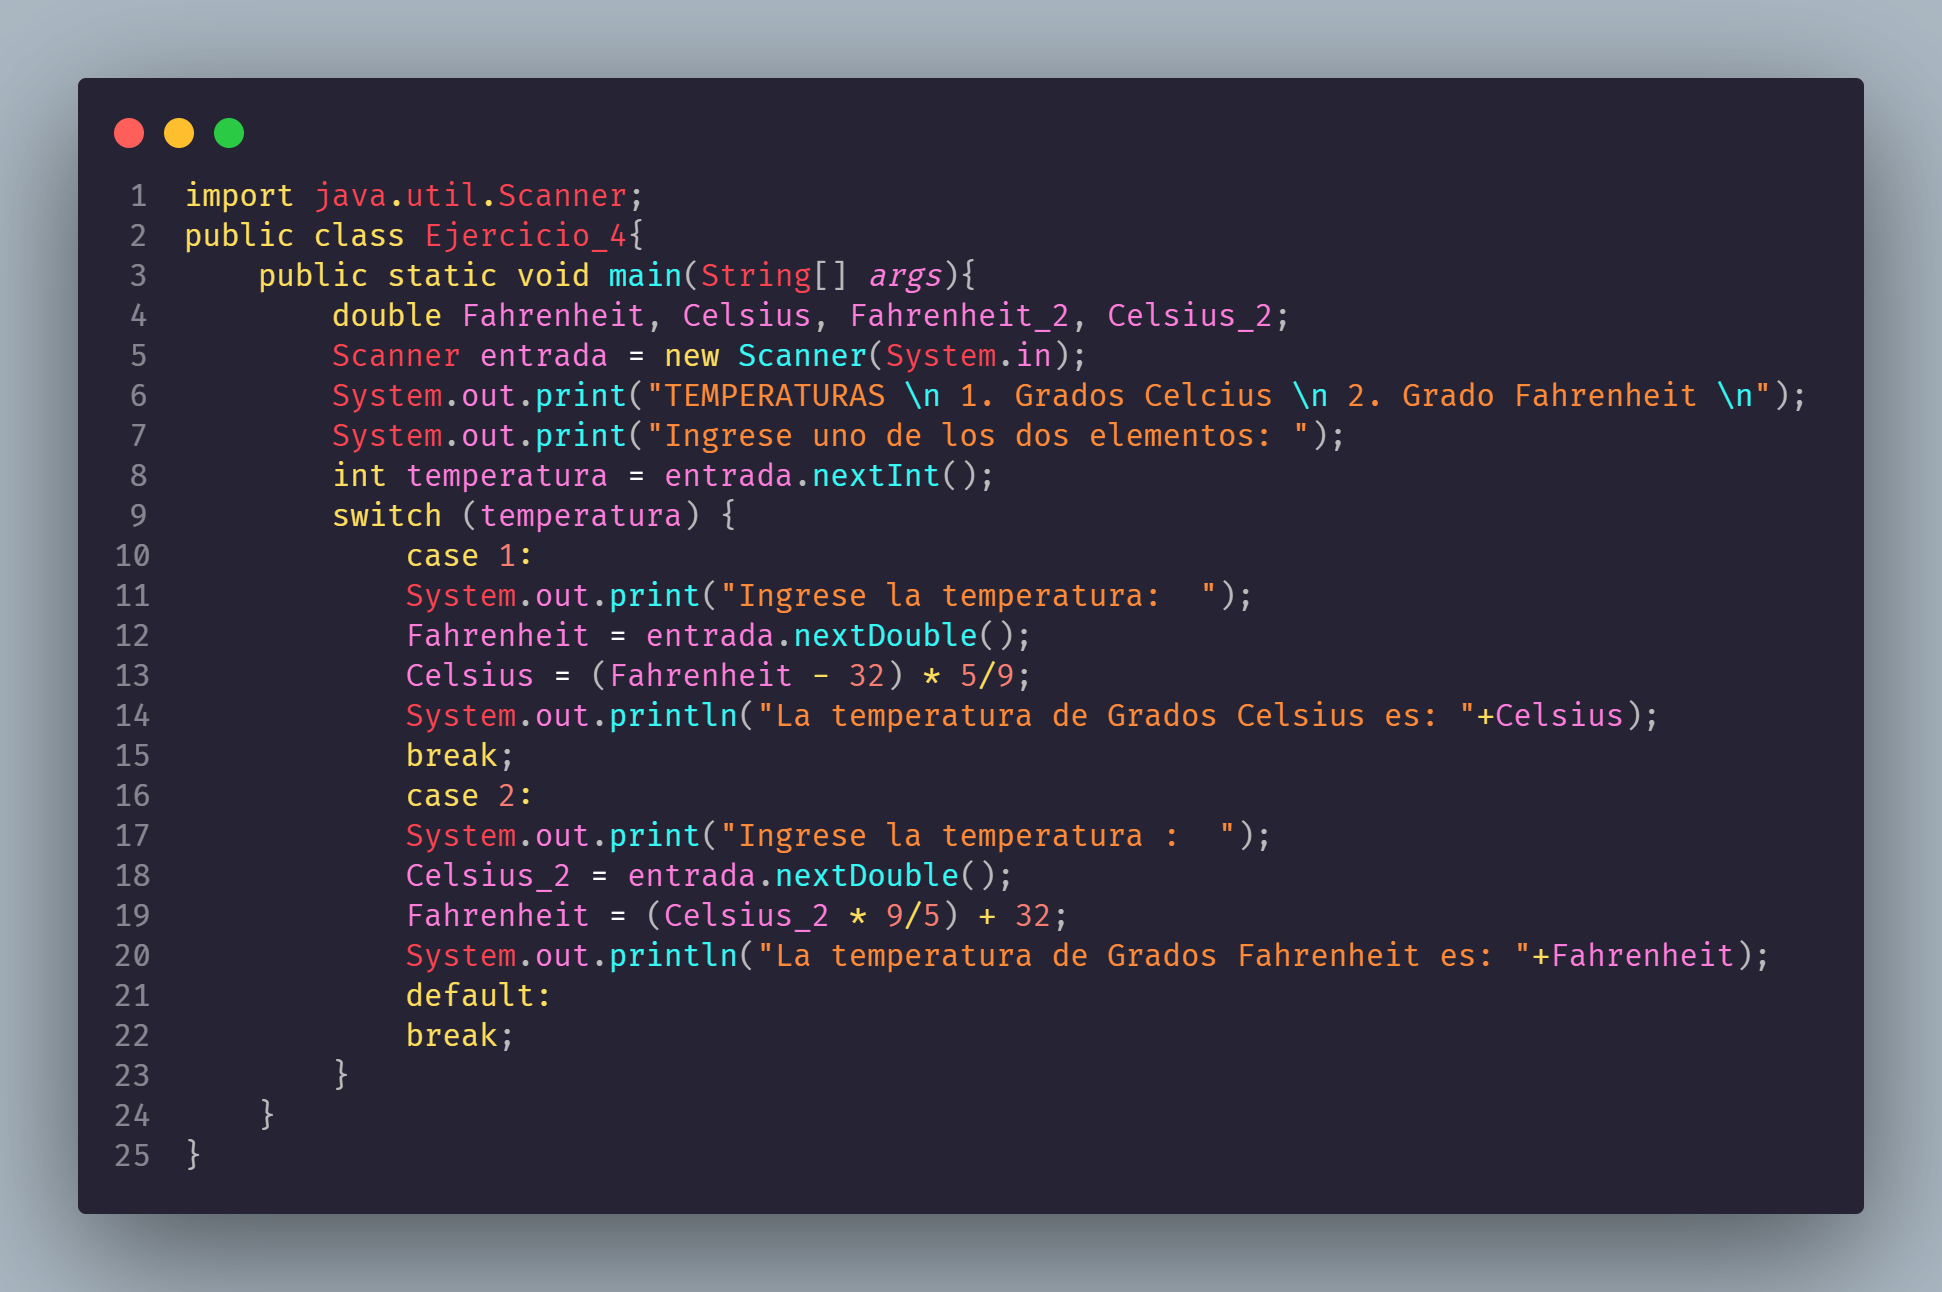 1 import java.util.Scanner;
2 public class Ejercicio_4{
3     public static void main(String[] args){
4         double Fahrenheit, Celsius, Fahrenheit_2, Celsius_2;
5         Scanner entrada = new Scanner(System.in);
6         System.out.print("TEMPERATURAS \n 1. Grados Celcius \n 2. Grado Fahrenheit \n");
7         System.out.print("Ingrese uno de los dos elementos: ");
8         int temperatura = entrada.nextInt();
9         switch (temperatura) {
10             case 1:
11             System.out.print("Ingrese la temperatura:  ");
12             Fahrenheit = entrada.nextDouble();
13             Celsius = (Fahrenheit - 32) * 5/9;
14             System.out.println("La temperatura de Grados Celsius es: "+Celsius);
15             break;
16             case 2:
17             System.out.print("Ingrese la temperatura :  ");
18             Celsius_2 = entrada.nextDouble();
19             Fahrenheit = (Celsius_2 * 9/5) + 32;
20             System.out.println("La temperatura de Grados Fahrenheit es: "+Fahrenheit);
21             default:
22             break;
23         }
24     }
25 }